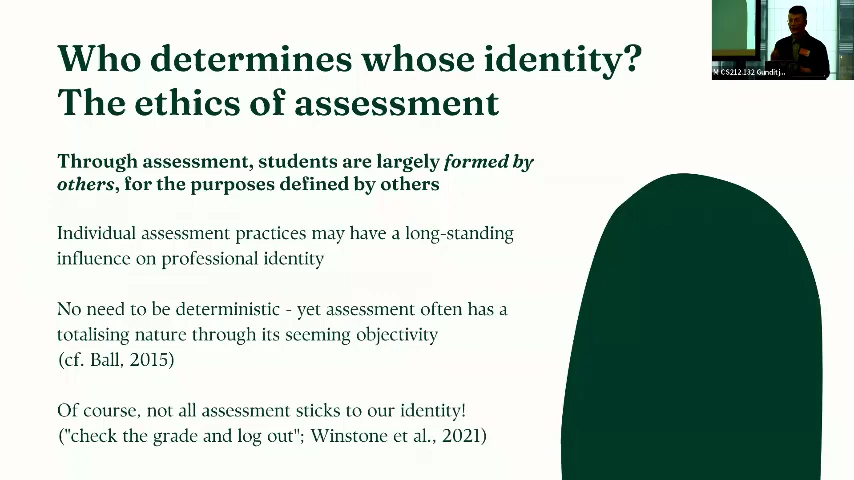 Who determines whose identity?
The ethics of assessment
Through assessment, students are largely formed by
others, for the purposes defined by others
Individual assessment practices may have a long-standing
influence on professional identity
No need to be deterministic - yet assessment often has a
totalising nature through its seeming objectivity
(cf. Ball, 2015)
Of course, not all assessment sticks to our identity!
("check the grade and log out"; Winstone et al., 2021)
CS212.132 Gunditj...